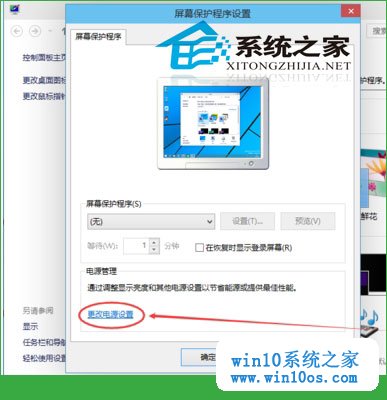 屏幕保护程序设置
屏幕保护程序
系统之家
XITONGZHIJIA.NET
控制面板主页
更改桌面图标
更改鼠标指针
搜索
程序。
鲜花
屏幕保护程序(S)
(无)
设置(T)...
预览(V)
等待(W):
1
分钟
在恢复时显示登录屏幕(R)
电源管理
通过调整显示亮度和其他电源设置以节省能源或提供最佳性能。
更改电源设置
另请参阅
显示
任务栏和导航
轻松使用设置
确定
win10系统之家
www.win10os.com